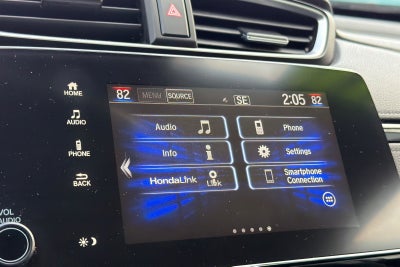 82 MENU SOURCE SE 2:05 82
HOME
AUDIO
PHONE
BACK
VOL
AUDIO
Audio
Phone
Info
Settings
HondaLink
Link
Smartphone
Connection